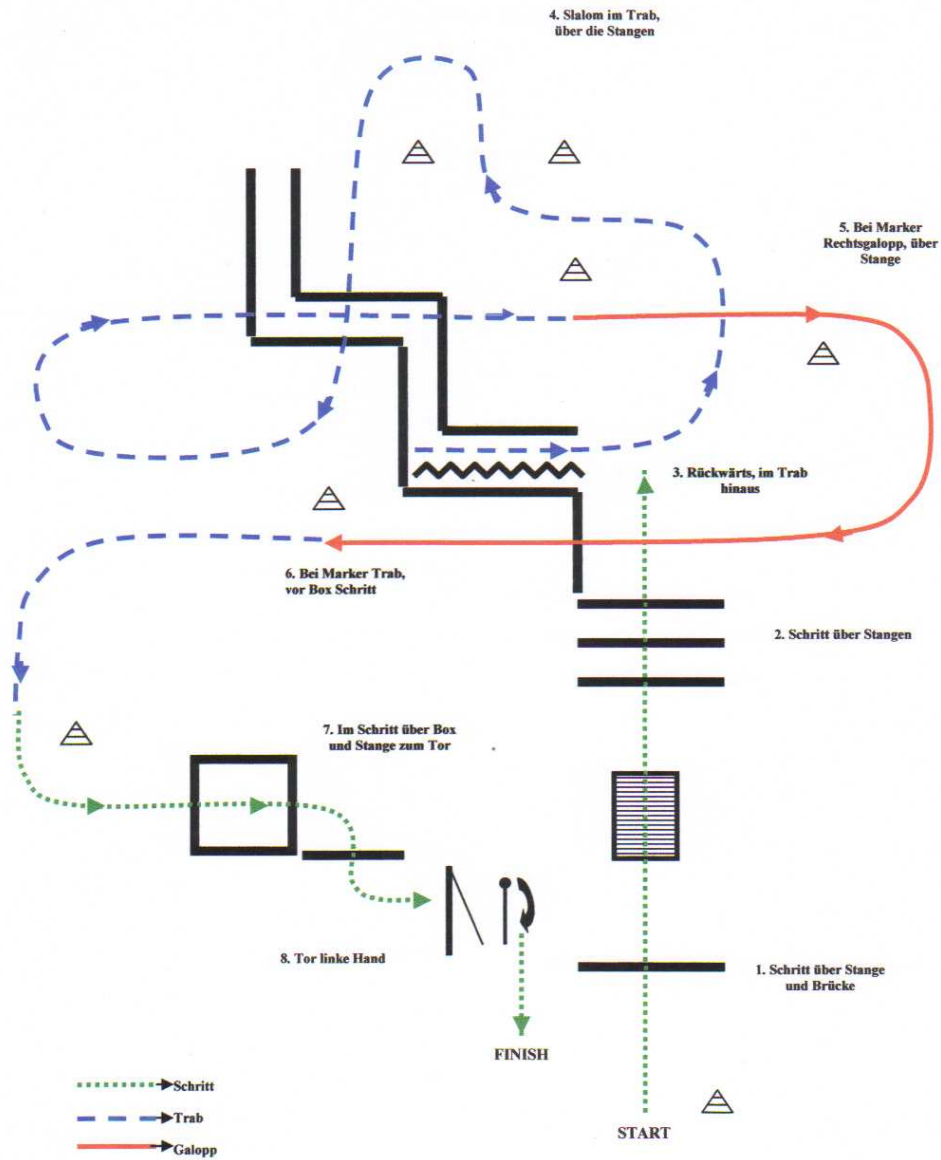 4. Slalom im Trab,
über die Stangen
5. Bei Marker
Rechtsgalopp, über
Stange
3. Rückwärts, im Trab
hinaus
6. Bei Marker Trab,
vor Box Schritt
2. Schritt über Stangen
7. Im Schritt über Box
und Stange zum Tor
8. Tor linke Hand
1. Schritt über Stange
und Brücke
FINISH
START
Schritt
Trab
Galopp